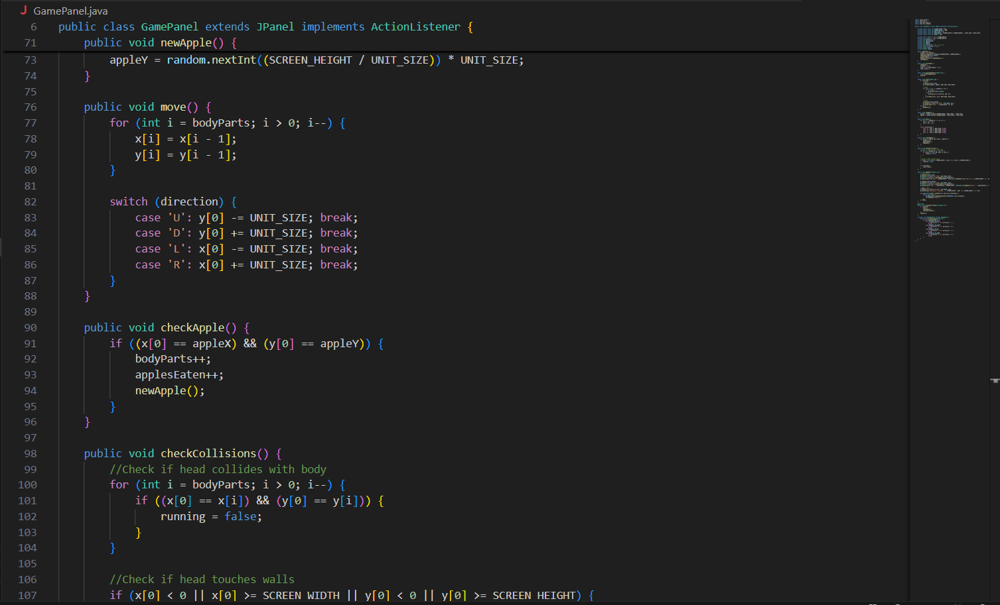 J GamePanel.java
6 public class GamePanel extends JPanel implements ActionListener {
71 public void newApple() {
73 appleY = random.nextInt((SCREEN_HEIGHT / UNIT_SIZE)) * UNIT_SIZE;
74 }
75
76 public void move() {
77 for (int i = bodyParts; i > 0; i--) {
78 x[i] = x[i - 1];
79 y[i] = y[i - 1];
80 }
81
82 switch (direction) {
83 case 'U': y[0] -= UNIT_SIZE; break;
84 case 'D': y[0] += UNIT_SIZE; break;
85 case 'L': x[0] -= UNIT_SIZE; break;
86 case 'R': x[0] += UNIT_SIZE; break;
87 }
88 }
89
90 public void checkApple() {
91 if ((x[0] == appleX) && (y[0] == appleY)) {
92 bodyParts++;
93 applesEaten++;
94 newApple();
95 }
96 }
97
98 public void checkCollisions() {
99 //Check if head collides with body
100 for (int i = bodyParts; i > 0; i--) {
101 if ((x[0] == x[i]) && (y[0] == y[i])) {
102 running = false;
103 }
104 }
105
106 //Check if head touches walls
107 if (x[0] < 0 || x[0] >= SCREEN_WIDTH || y[0] < 0 || y[0] >= SCREEN_HEIGHT) {